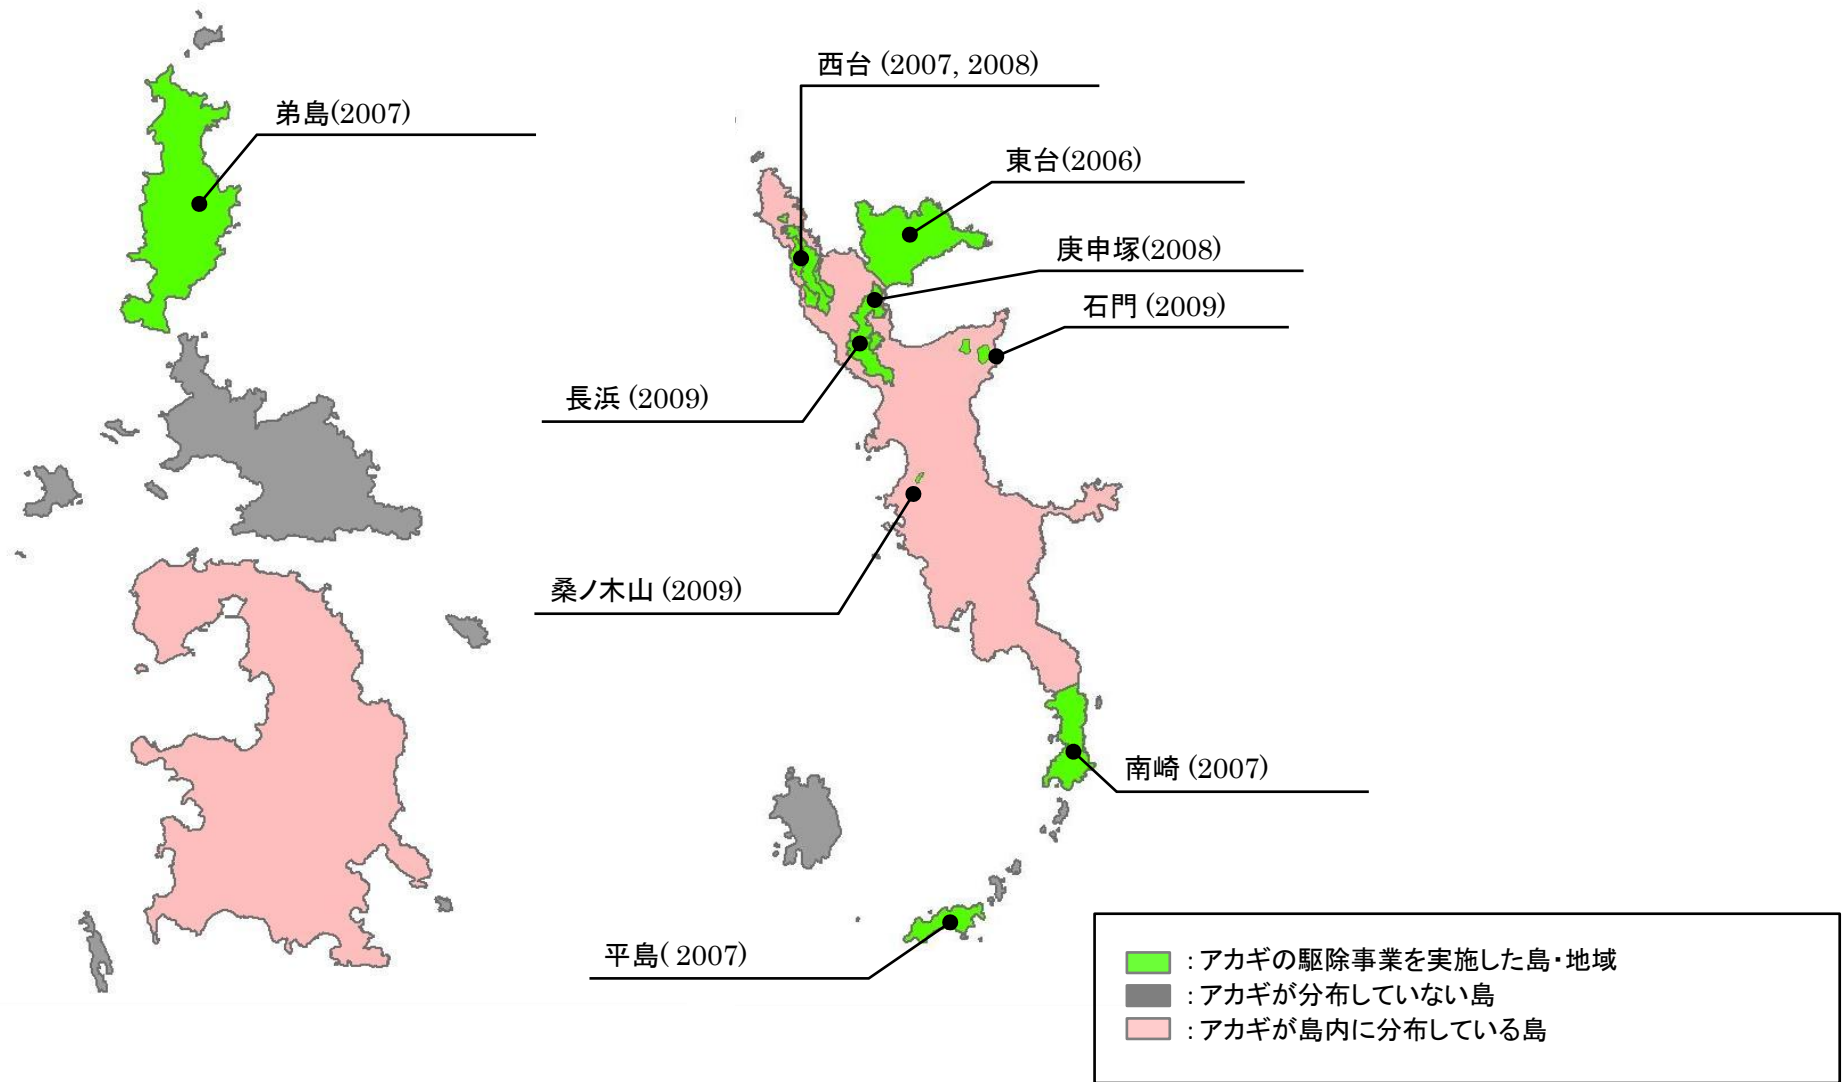 西台 (2007, 2008)
弟島(2007)
東台(2006)
庚申塚(2008)
石門 (2009)
長浜 (2009)
桑ノ木山 (2009)
南崎 (2007)
平島( 2007)
：アカギの駆除事業を実施した島・地域
：アカギが分布していない島
：アカギが島内に分布している島